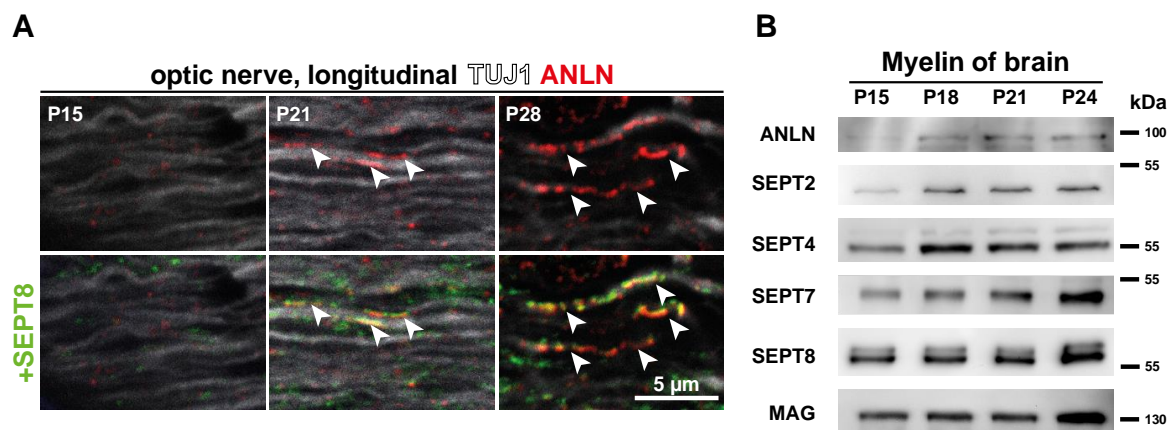 A
optic nerve, longitudinal TUJ1 ANLN
P15
P21
P28
+SEPT8
5 µm
B
Myelin of brain
P15 P18 P21 P24 kDa
ANLN 100
SEPT2 55
SEPT4 55
SEPT7 55
SEPT8 55
MAG 130